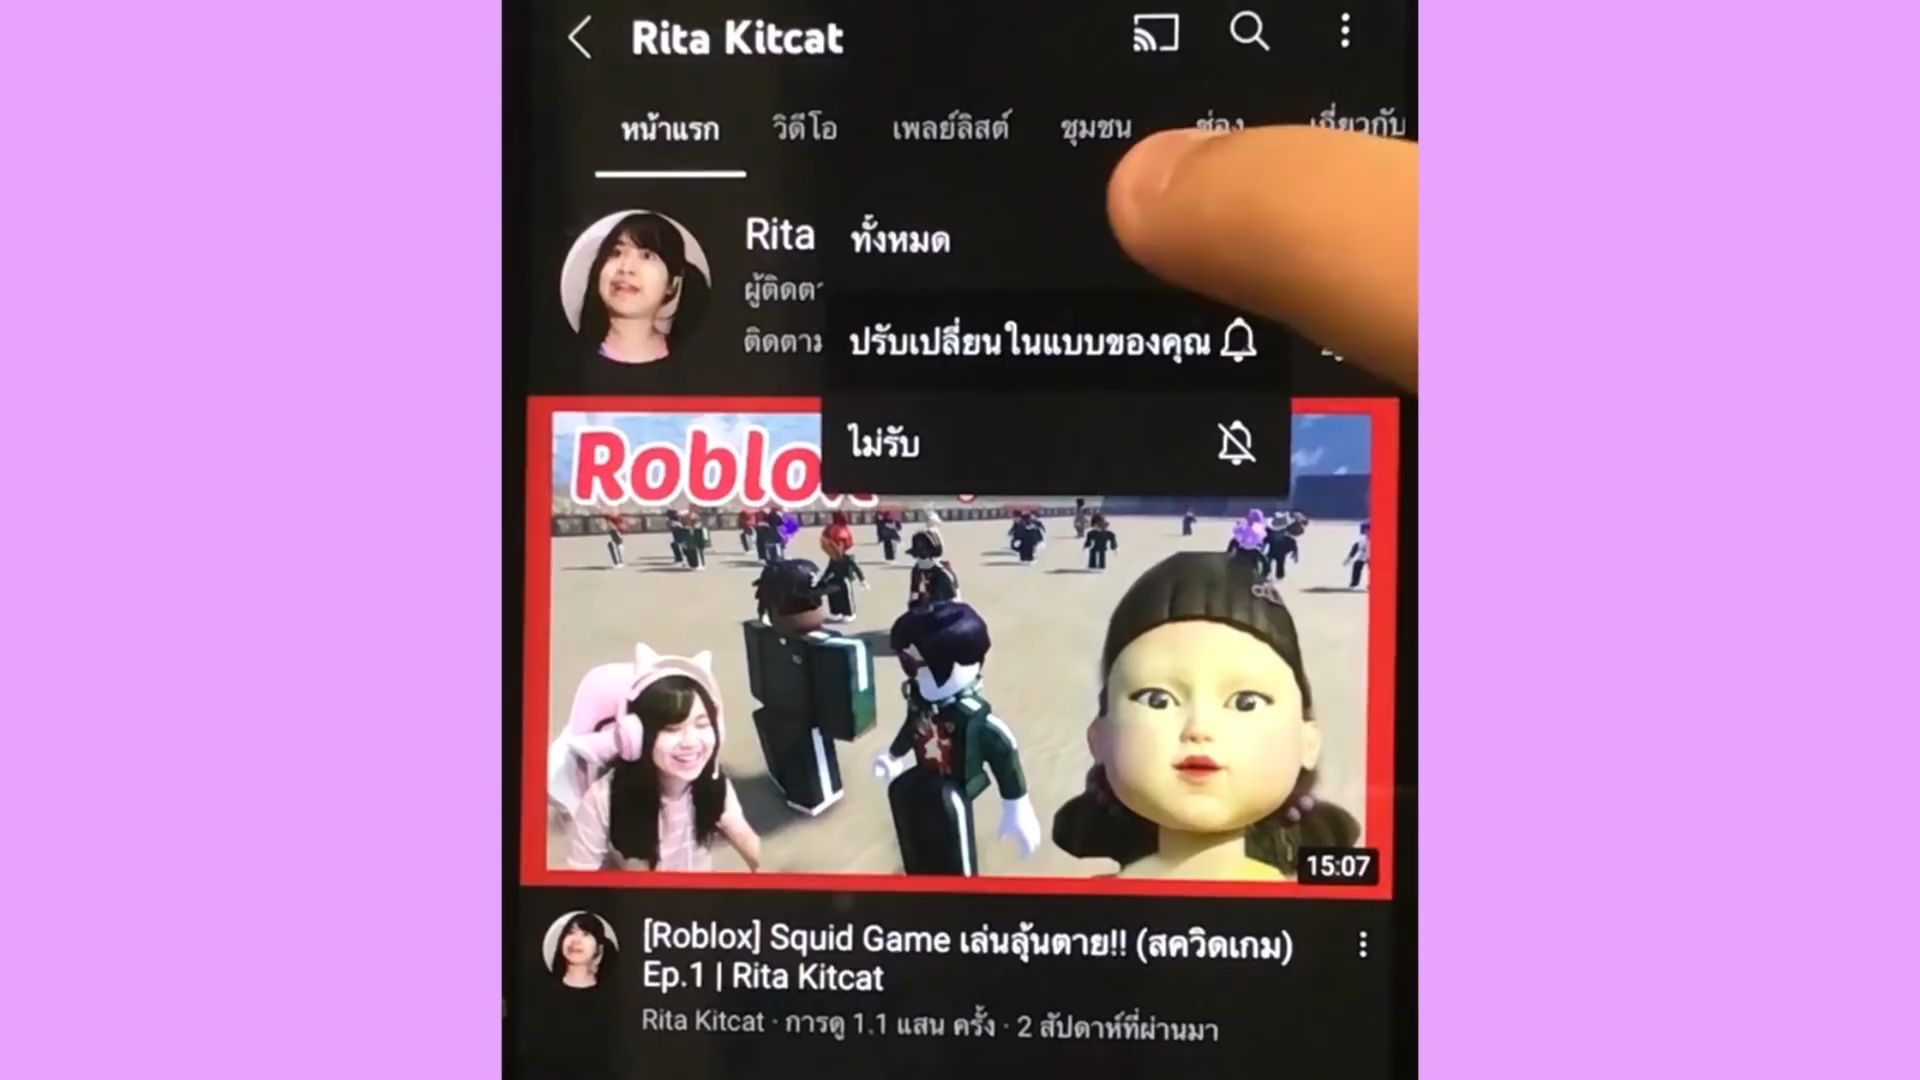 Rita Kitcat
หน้าแรก วิดีโอ เพลย์ลิสต์ ชุมชน ช่อง
Rita
ทั้งหมด
ปรับเปลี่ยนในแบบของคุณ
ไม่รับ
Roblox
15:07
[Roblox] Squid Game เล่นลุ้นตาย!! (สควิดเกม)
Ep.1 | Rita Kitcat
Rita Kitcat · การดู 1.1 แสน ครั้ง · 2 สัปดาห์ที่ผ่านมา